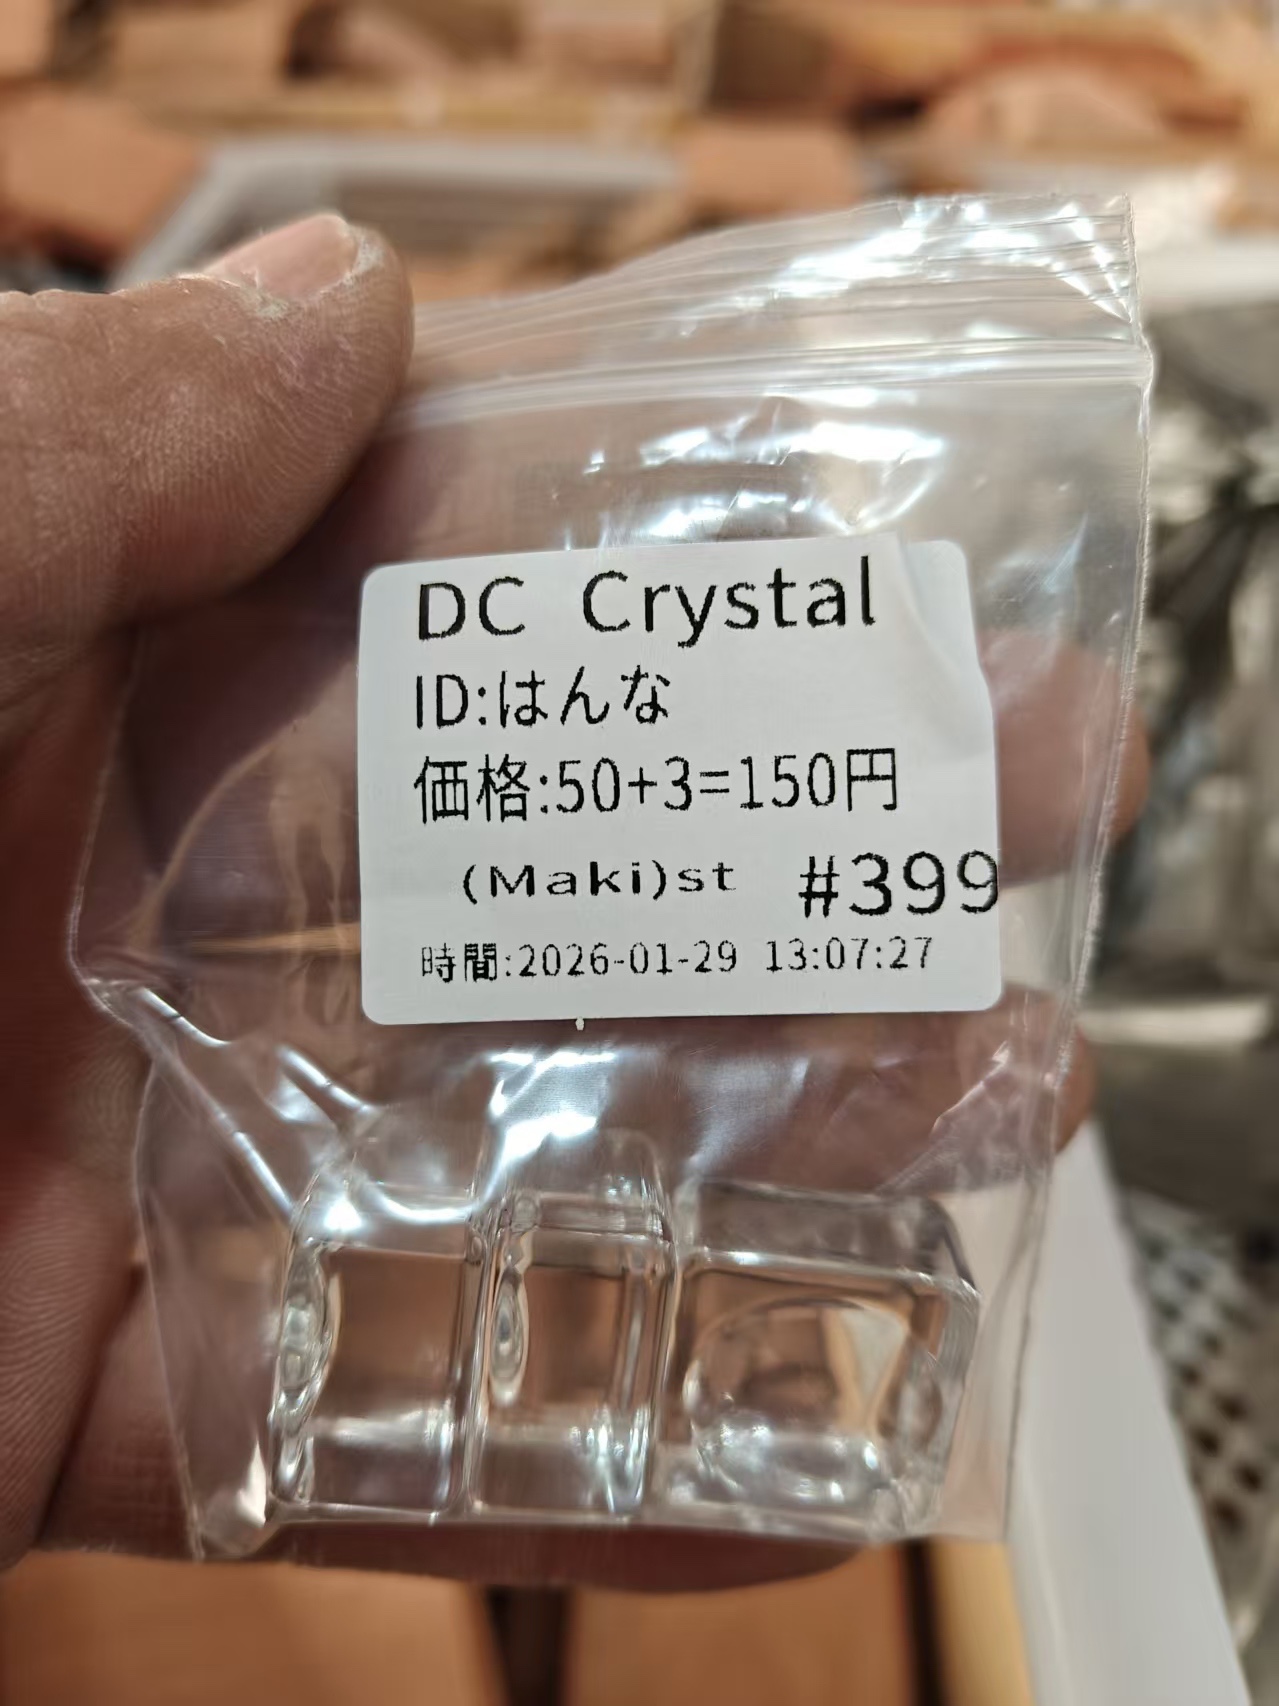 DC Crystal
ID:はんな
価格:50+3=150円
(Maki)st #399
時間:2026-01-29 13:07:27